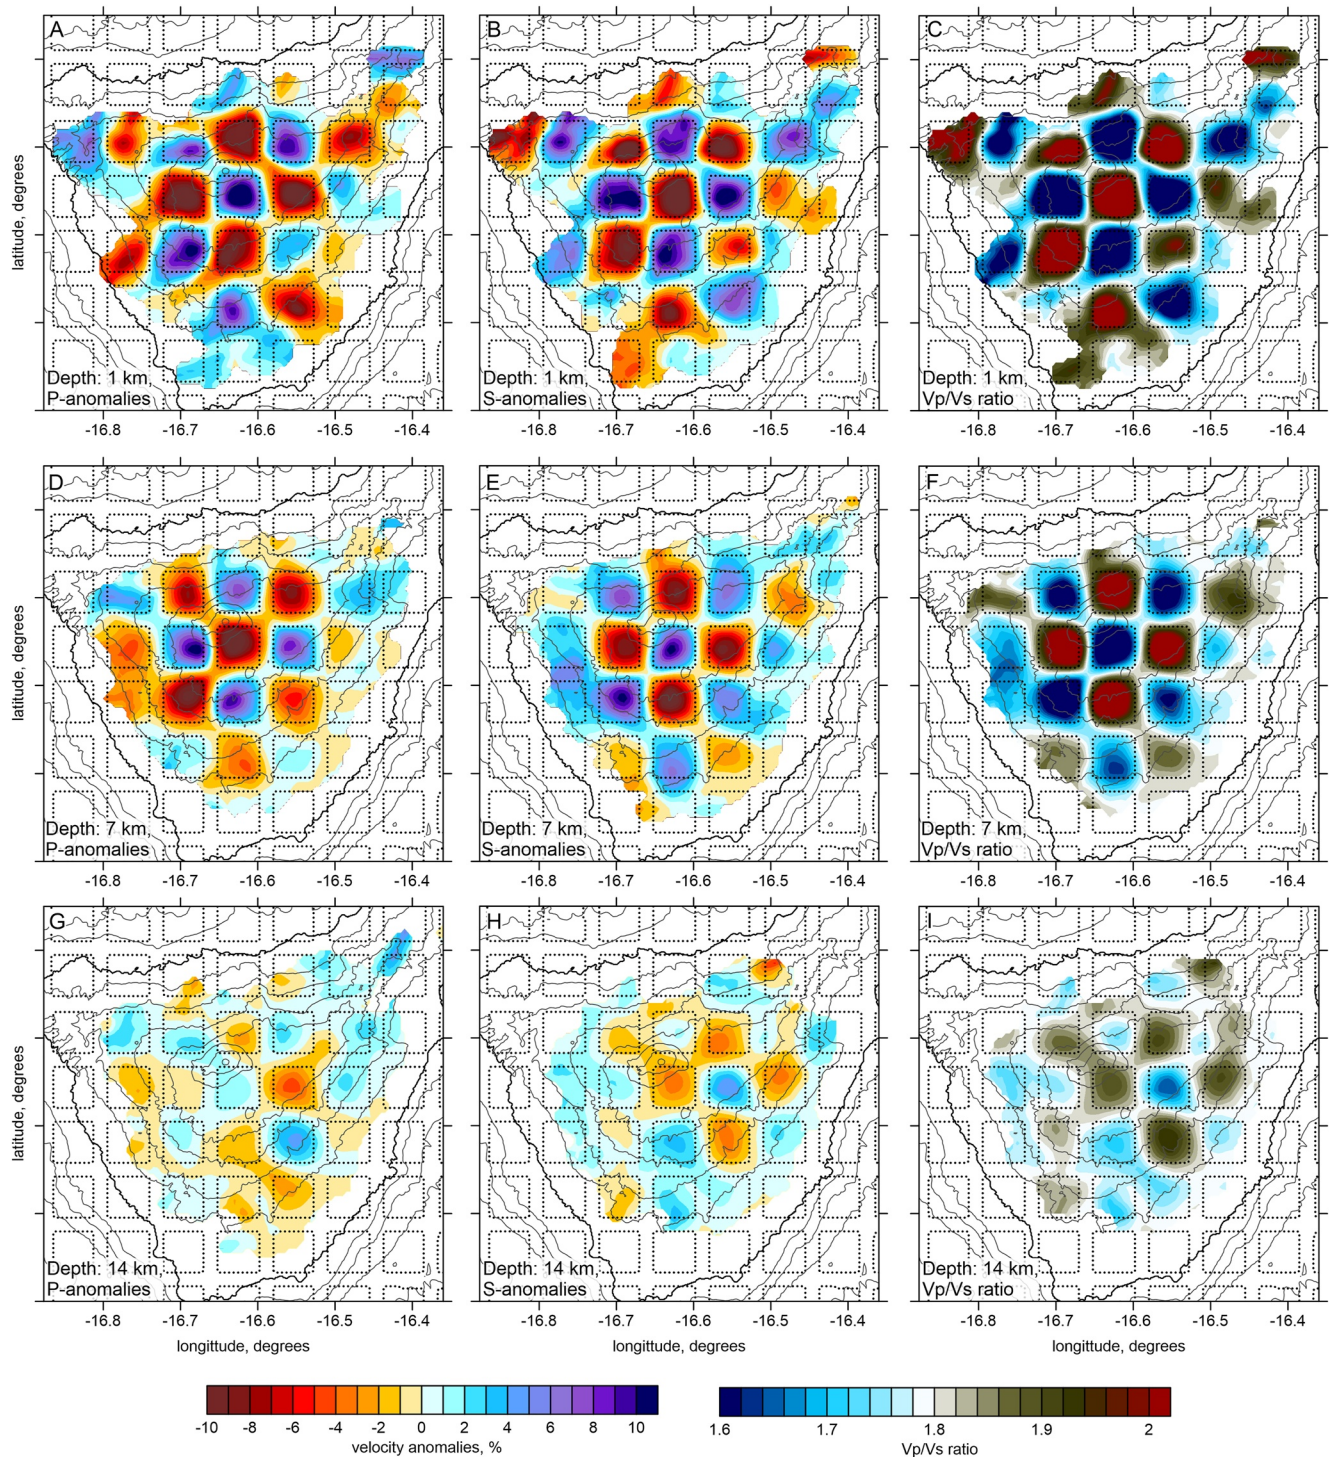 A
B
C
latitude, degrees
Depth: 1 km,
P-anomalies
Depth: 1 km,
S-anomalies
Depth: 1 km,
Vp/Vs ratio
-16.8 -16.7 -16.6 -16.5 -16.4
-16.8 -16.7 -16.6 -16.5 -16.4
-16.8 -16.7 -16.6 -16.5 -16.4
D
E
F
latitude, degrees
Depth: 7 km,
P-anomalies
Depth: 7 km,
S-anomalies
Depth: 7 km,
Vp/Vs ratio
-16.8 -16.7 -16.6 -16.5 -16.4
-16.8 -16.7 -16.6 -16.5 -16.4
-16.8 -16.7 -16.6 -16.5 -16.4
G
H
I
latitude, degrees
Depth: 14 km,
P-anomalies
Depth: 14 km,
S-anomalies
Depth: 14 km,
Vp/Vs ratio
-16.8 -16.7 -16.6 -16.5 -16.4
-16.8 -16.7 -16.6 -16.5 -16.4
-16.8 -16.7 -16.6 -16.5 -16.4
longittude, degrees
longittude, degrees
longittude, degrees
-10 -8 -6 -4 -2 0 2 4 6 8 10
velocity anomalies, %
1.6 1.7 1.8 1.9 2
Vp/Vs ratio